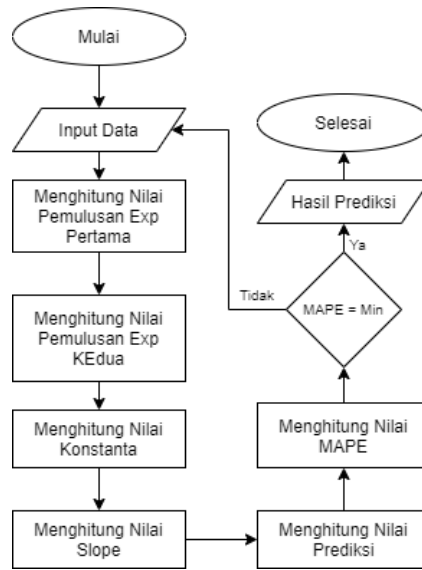 Mulai
Input Data
Menghitung Nilai
Pemulusan Exp
Pertama
Menghitung Nilai
Pemulusan Exp
KEdua
Menghitung Nilai
Konstanta
Menghitung Nilai
Slope
Menghitung Nilai
Prediksi
Menghitung Nilai
MAPE
MAPE = Min
Tidak
Ya
Hasil Prediksi
Selesai